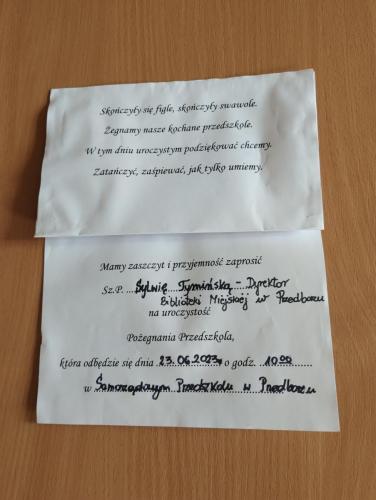 Skończyły się figle, skończyły swawole.
Żegnamy nasze kochane przedszkole.
W tym dniu uroczystym podziękować chcemy.
Zatańczyć, zaśpiewać, jak tylko umiemy.
Mamy zaszczyt i przyjemność zaprosić
Sz.P. Sylwię Tymińską - Dyrektor
Biblioteki Miejskiej w Przedborzu
na uroczystość
Pożegnania Przedszkola,
która odbędzie się dnia 23.06.2023 o godz. 10.00
w Samorządowym Przedszkolu w Przedborzu